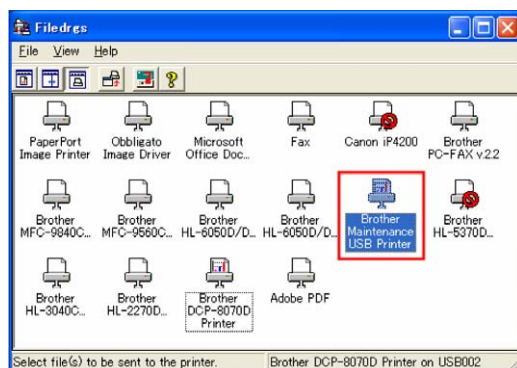 Filedrgs
File View Help
PaperPort
Image Printer
Obbligato
Image Driver
Microsoft
Office Doc...
Fax
Canon iP4200
Brother
PC-FAX v.2.2
Brother
MFC-9840C...
Brother
MFC-9560C...
Brother
HL-6050D/D...
Brother
HL-6050D/D...
Brother
Maintenance
USB Printer
Brother
HL-5370D...
Brother
HL-3040C...
Brother
HL-2270D...
Brother
DCP-8070D
Printer
Adobe PDF
Select file(s) to be sent to the printer.
Brother DCP-8070D Printer on USB002